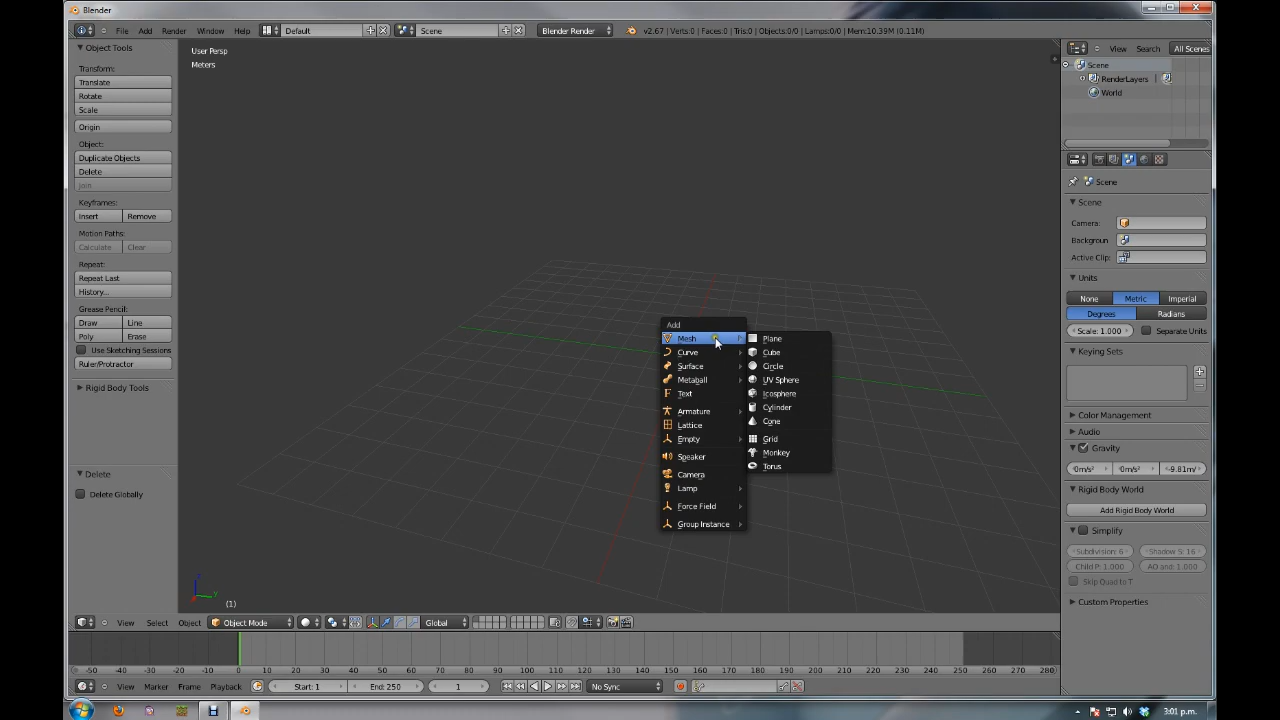 Blender
File Add Render Window Help Default Scene Blender Render v2.67 | Verts:0 | Faces:0 | Tris:0 | Objects:0/0 | Lamps:0/0 | Mem:10.39M (0.11M)
Object Tools
Transform:
Translate
Rotate
Scale
Origin
Object:
Duplicate Objects
Delete
Join
Keyframes:
Insert Remove
Motion Paths:
Calculate Clear
Repeat:
Repeat Last
History...
Grease Pencil:
Draw Line
Poly Erase
Use Sketching Sessions
Ruler/Protractor
Rigid Body Tools
Delete
Delete Globally
User Persp
Meters
Add
Mesh
Curve
Surface
Metaball
Text
Armature
Lattice
Empty
Speaker
Camera
Lamp
Force Field
Group Instance
Plane
Cube
Circle
UV Sphere
Icosphere
Cylinder
Cone
Grid
Monkey
Torus
(1)
View Select Object Object Mode Global
-50 -40 -30 -20 -10 0 10 20 30 40 50 60 70 80 90 100 110 120 130 140 150 160 170 180 190 200 210 220 230 240 250 260 270 280
View Marker Frame Playback Start: 1 End: 250 1 No Sync
View Search All Scenes
Scene
RenderLayers
World
Scene
Scene
Camera:
Backgroun
Active Clip:
Units
None Metric Imperial
Degrees Radians
Scale: 1.000 Separate Units
Keying Sets
Color Management
Audio
Gravity
0m/s² 0m/s² -9.81m/
Rigid Body World
Add Rigid Body World
Simplify
Subdivision: 6 Shadow S: 16
Child P: 1.000 AO and: 1.000
Skip Quad to T
Custom Properties
3:01 p.m.